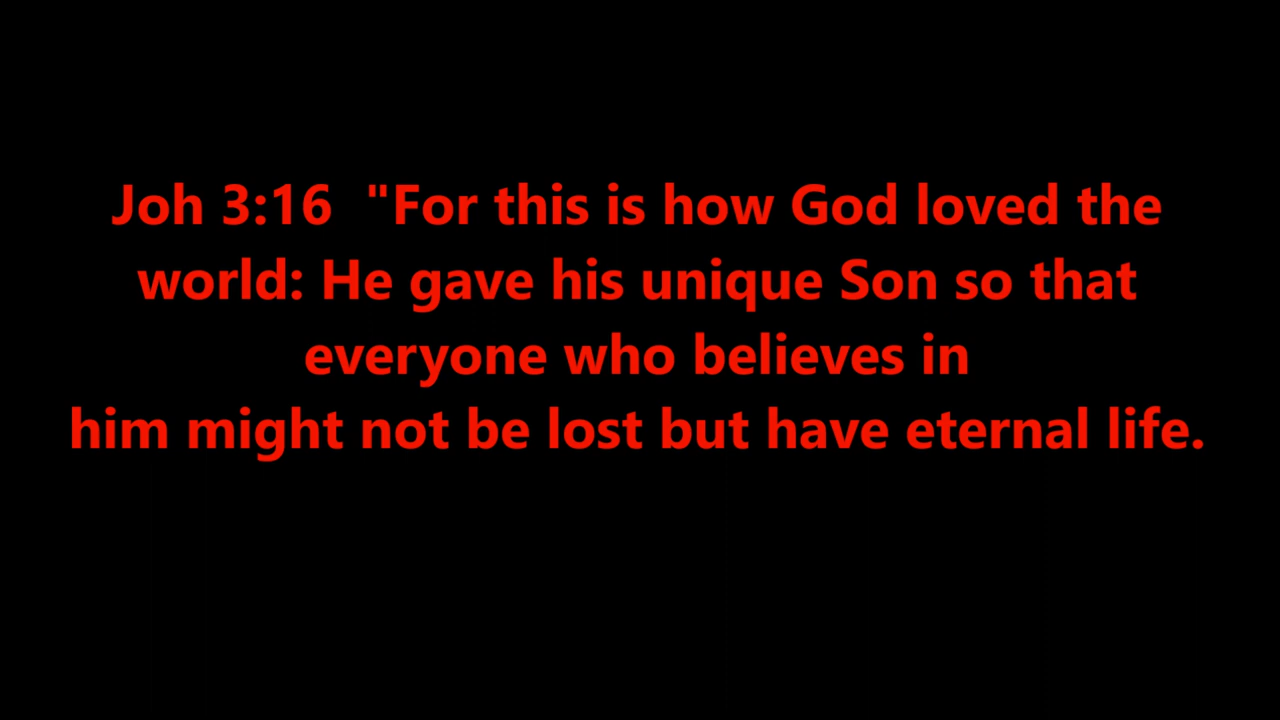 Joh 3:16  "For this is how God loved the
world: He gave his unique Son so that
everyone who believes in
him might not be lost but have eternal life.